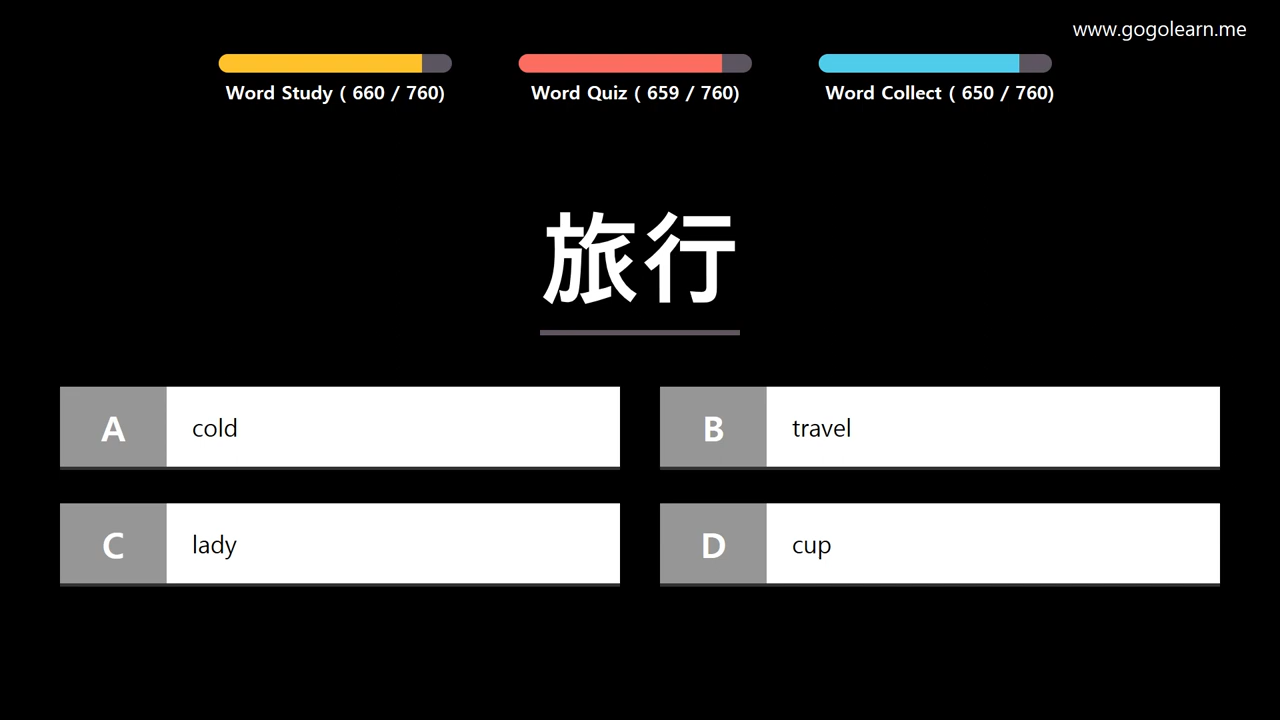 www.gogolearn.me
Word Study ( 660 / 760)
Word Quiz ( 659 / 760)
Word Collect ( 650 / 760)
旅行
A cold
B travel
C lady
D cup